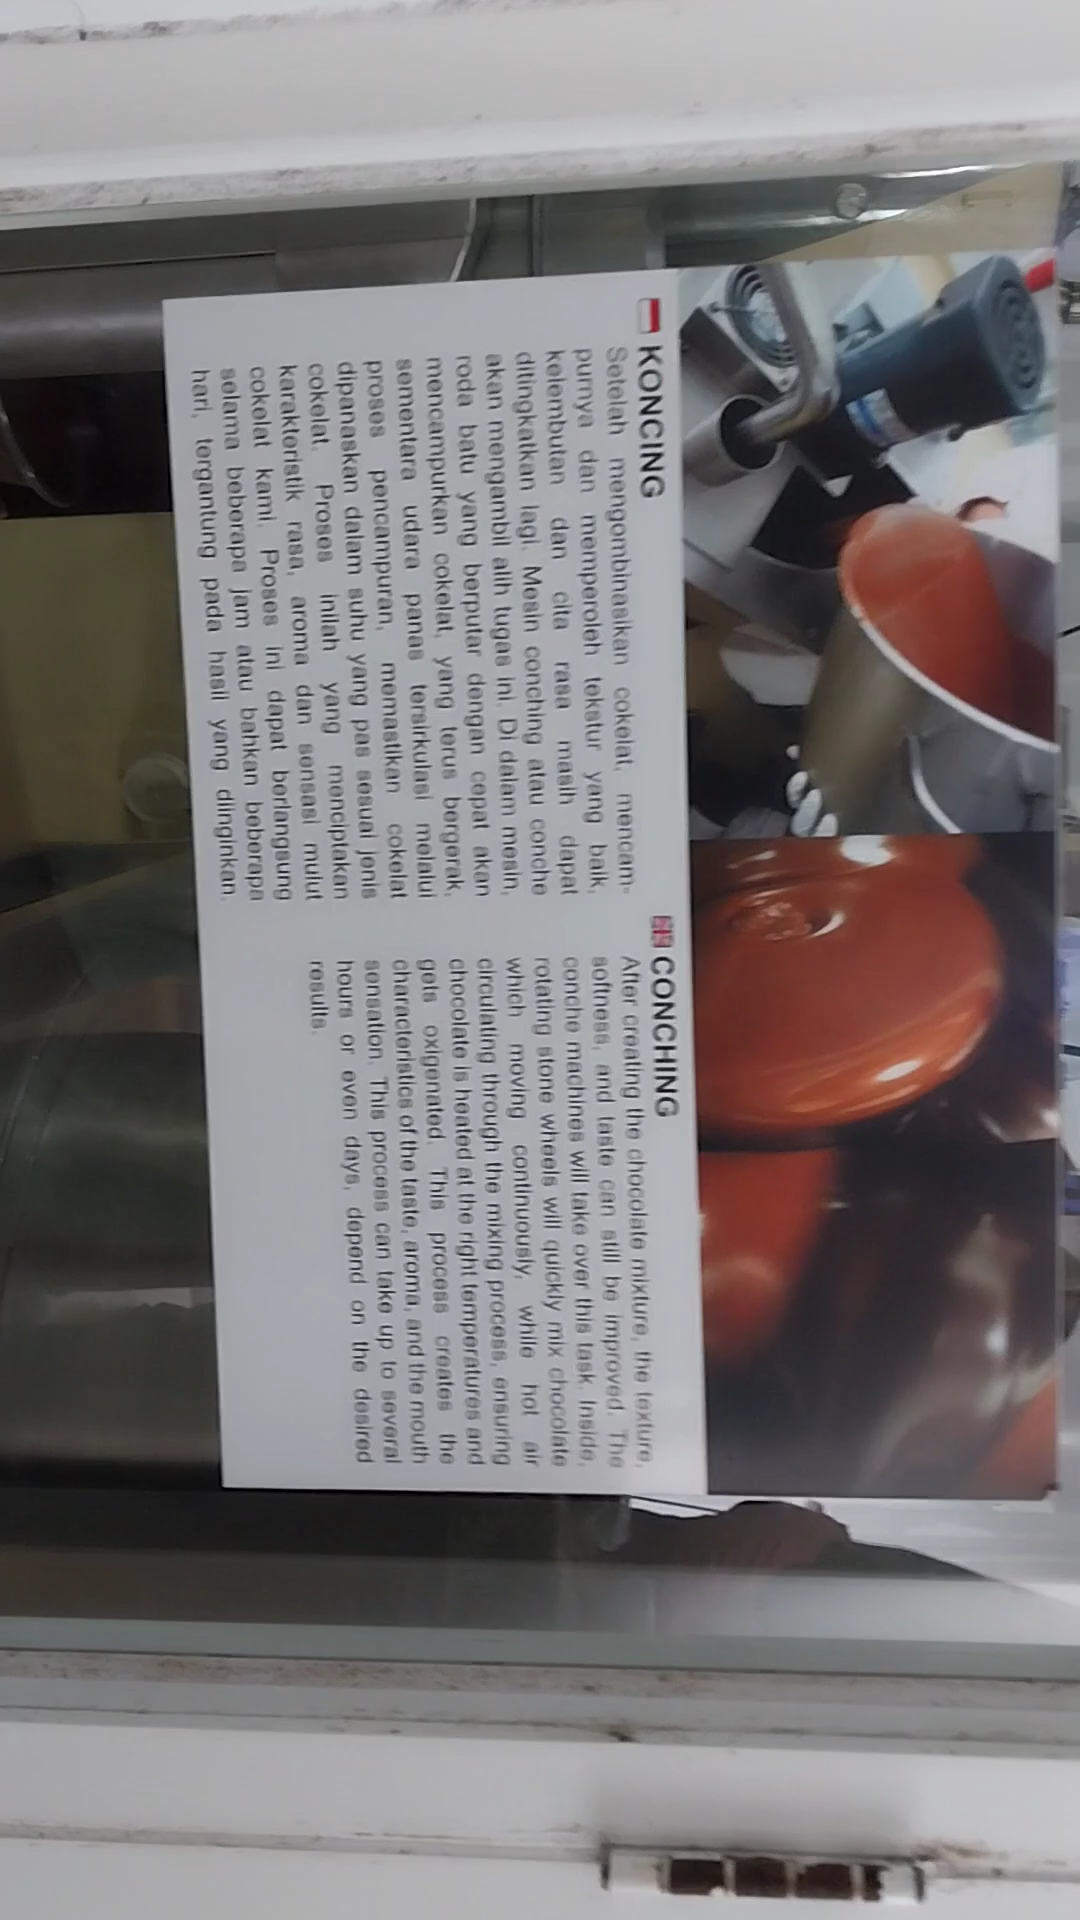 KONCING
Setelah mengombinasikan cokelat, mencam-
purnya dan memperoleh tekstur yang baik,
kelembutan dan cita rasa masih dapat
ditingkatkan lagi. Mesin conching atau conche
akan mengambil alih tugas ini. Di dalam mesin,
roda batu yang berputar dengan cepat akan
mencampurkan cokelat, yang terus bergerak,
sementara udara panas tersirkulasi melalui
proses pencampuran, memastikan cokelat
dipanaskan dalam suhu yang pas sesuai jenis
cokelat. Proses inilah yang menciptakan
karakteristik rasa, aroma dan sensasi mulut
cokelat kami. Proses ini dapat berlangsung
selama beberapa jam atau bahkan beberapa
hari, tergantung pada hasil yang diinginkan.
CONCHING
After creating the chocolate mixture, the texture,
softness, and taste can still be improved. The
conche machines will take over this task. Inside,
rotating stone wheels will quickly mix chocolate
which moving continuously, while hot air
circulating through the mixing process, ensuring
chocolate is heated at the right temperatures and
gets oxigenated. This process creates the
characteristics of the taste, aroma, and the mouth
sensation. This process can take up to several
hours or even days, depend on the desired
results.